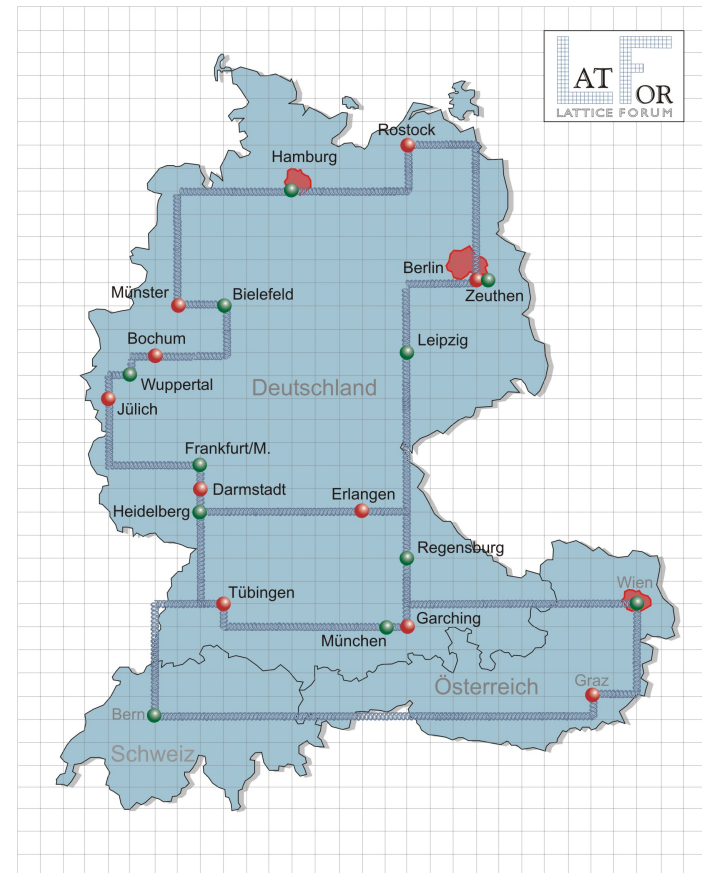 LAT
FOR
LATTICE FORUM
Rostock
Hamburg
Berlin
Zeuthen
Münster
Bielefeld
Leipzig
Bochum
Wuppertal
Deutschland
Jülich
Frankfurt/M.
Darmstadt
Erlangen
Heidelberg
Regensburg
Wien
Tübingen
Garching
München
Österreich
Graz
Bern
Schweiz